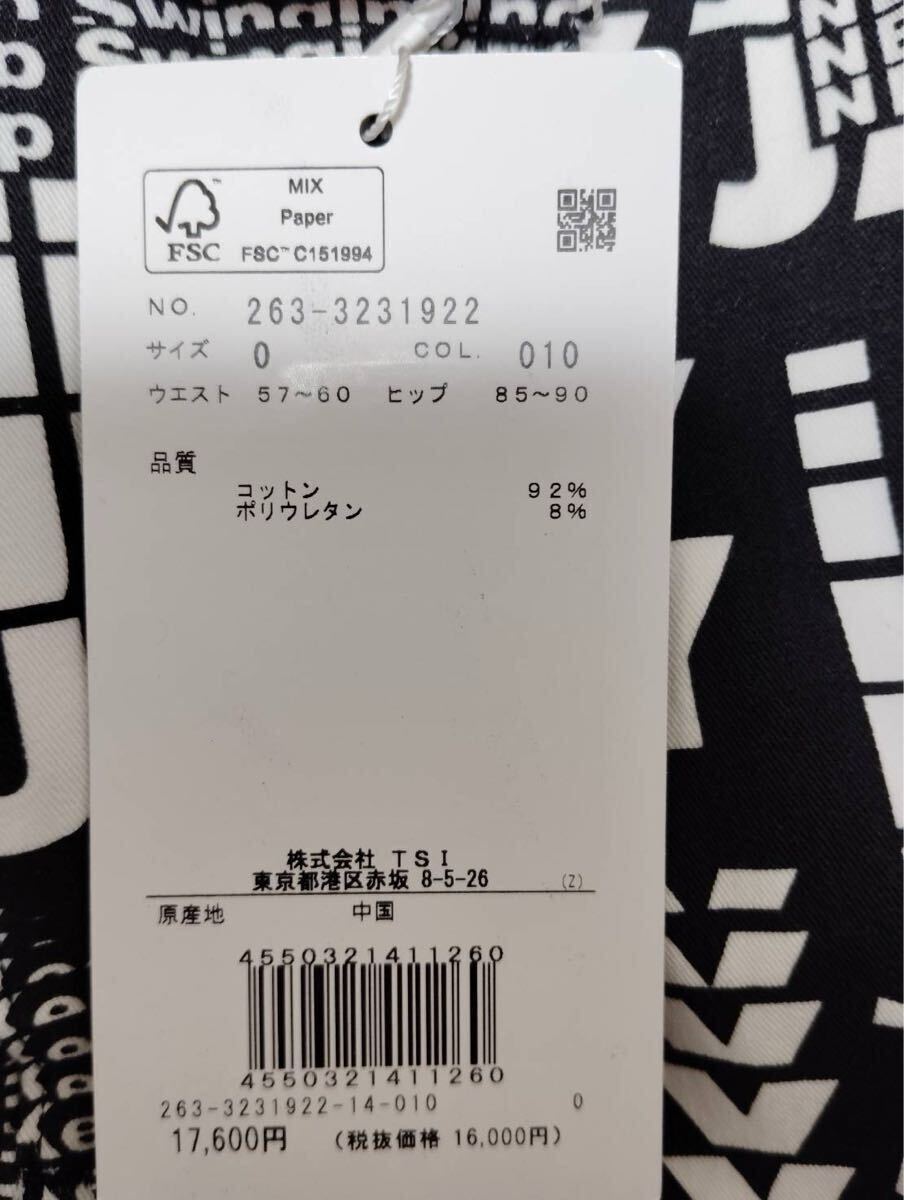 Swinging
Swinging
MIX
Paper
FSC™
FSC™ C151994
NO. 263-3231922
サイズ 0 COL. 010
ウエスト 57~60 ヒップ 85~90
品質
コットン 92%
ポリウレタン 8%
株式会社 TSI
東京都港区赤坂 8-5-26 (Z)
原産地 中国
4550321411260
4550321411260
263-3231922-14-010 0
17,600円 (税抜価格 16,000円)